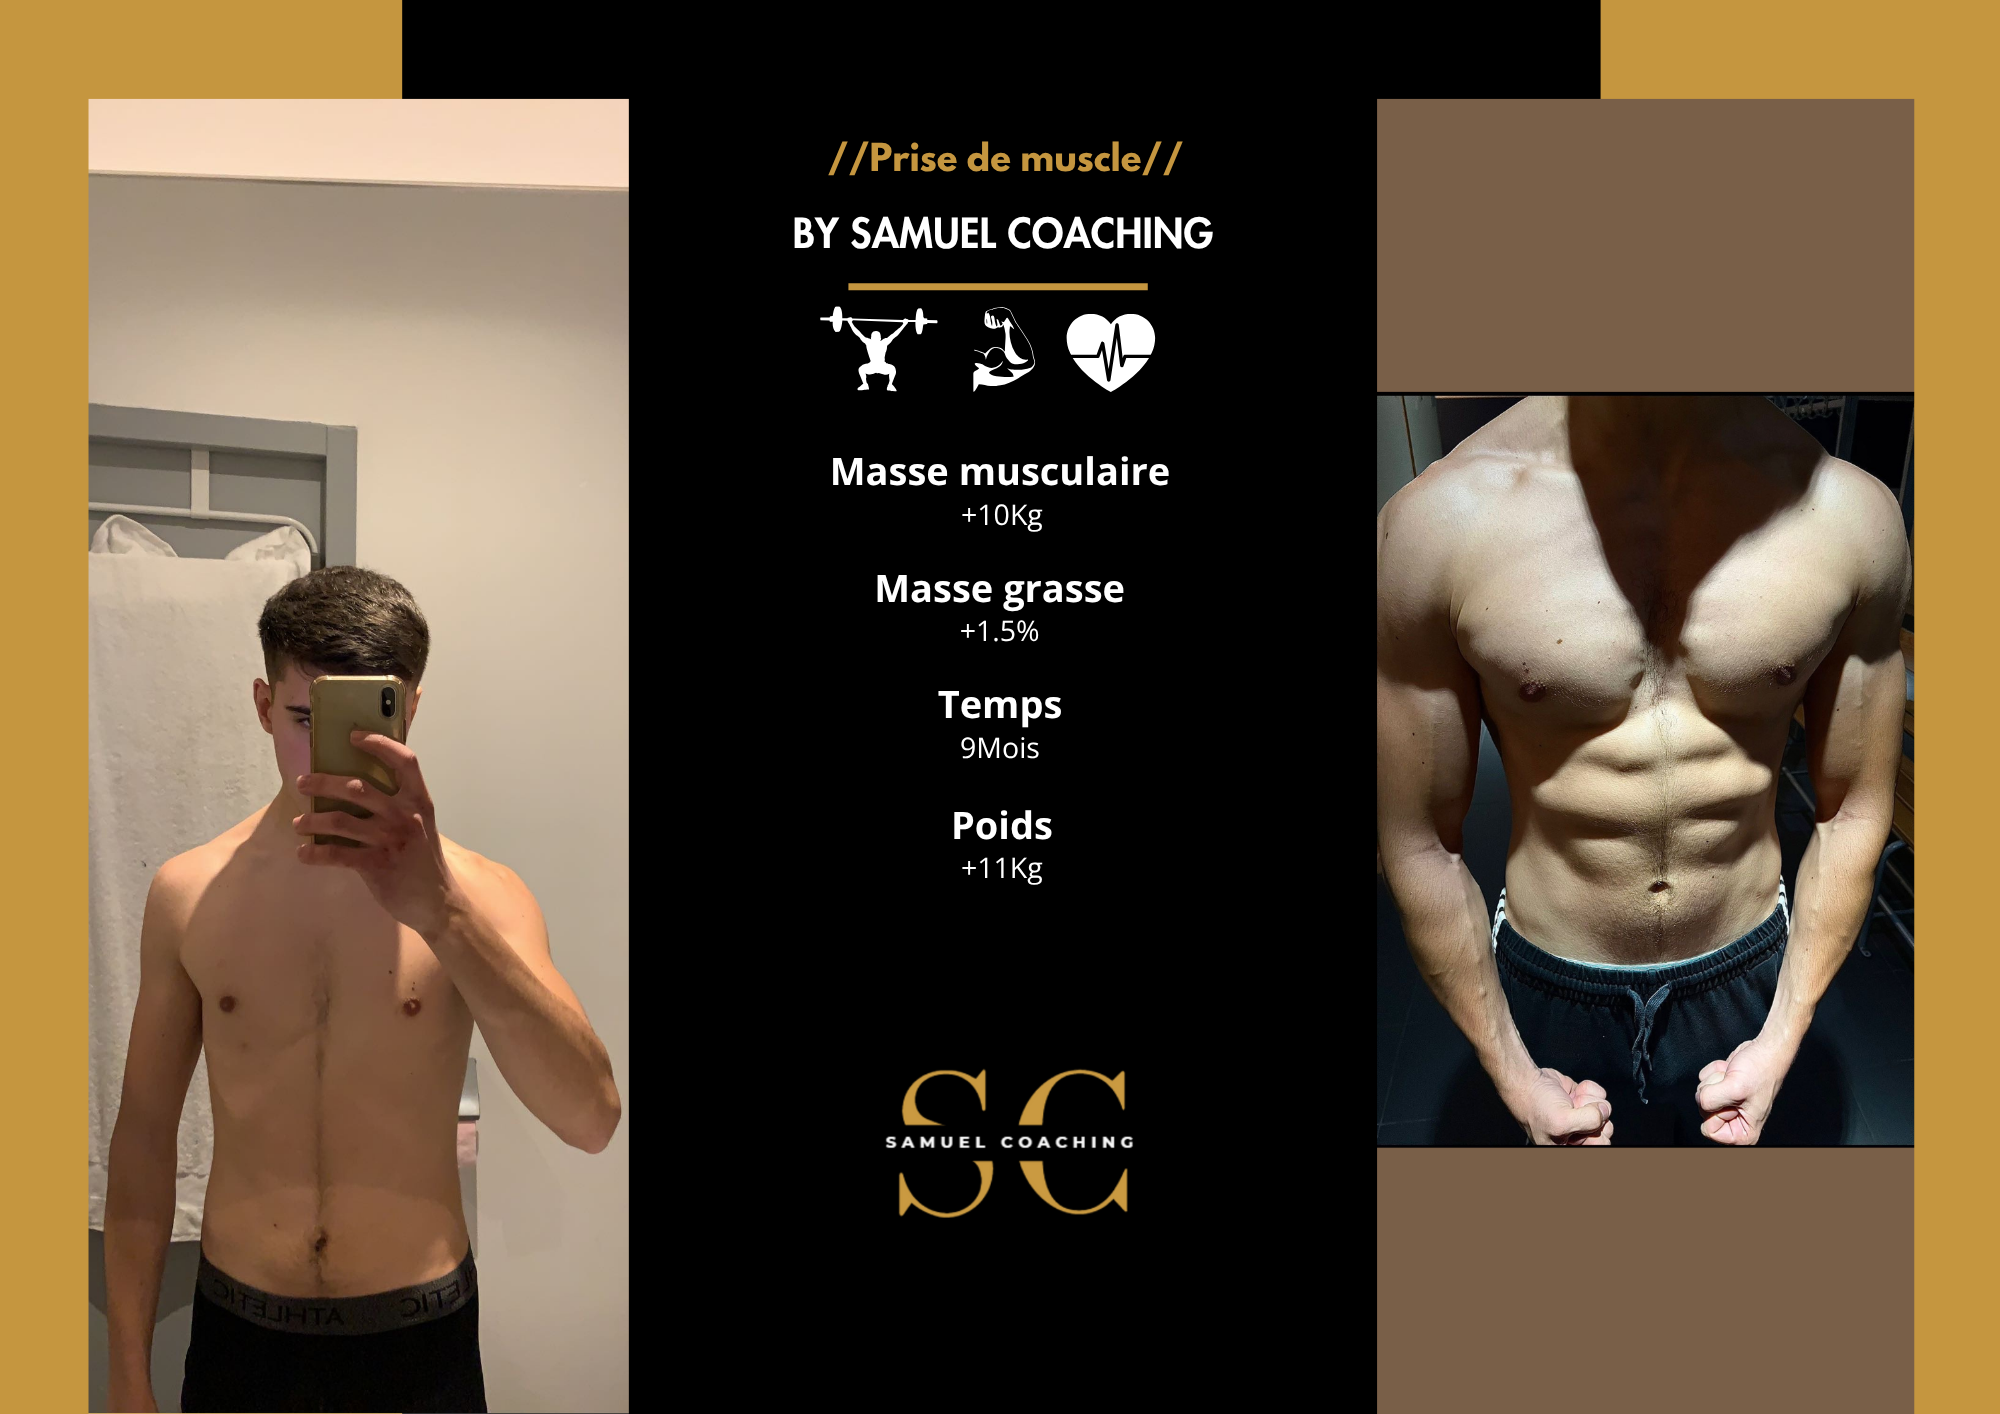 //Prise de muscle//
BY SAMUEL COACHING
Masse musculaire
+10Kg
Masse grasse
+1.5%
Temps
9Mois
Poids
+11Kg
SC
SAMUEL COACHING
ATHLETIC